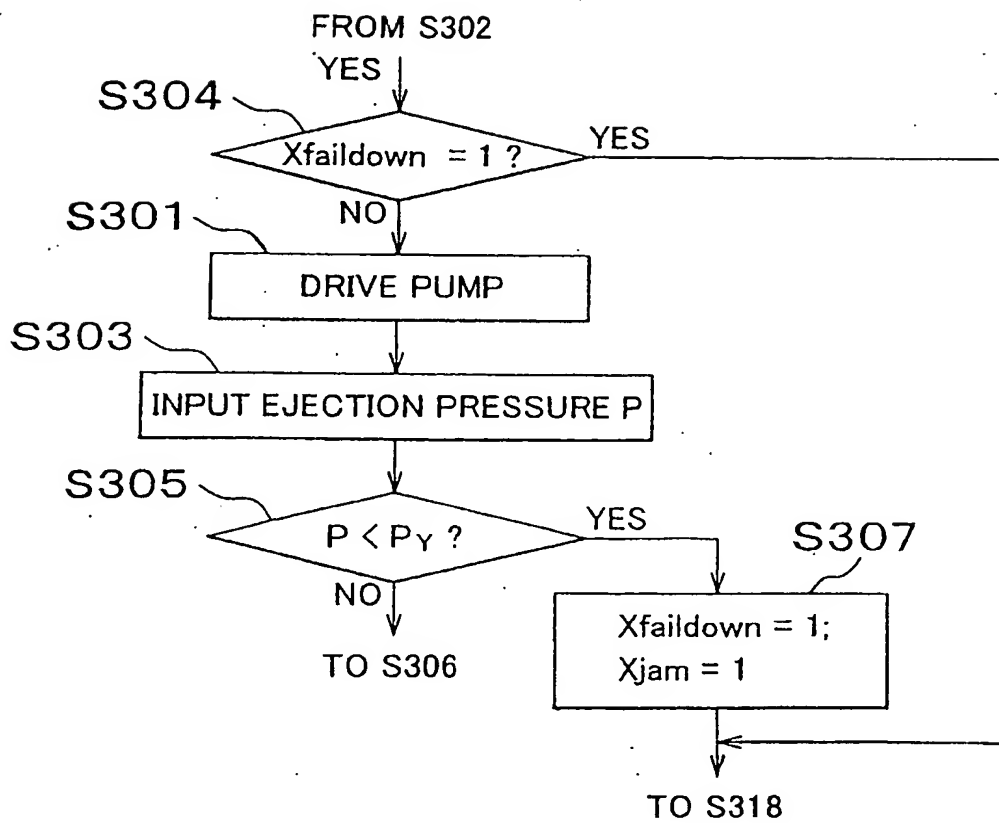 FROM S302
YES
S304
Xfaildown = 1 ?
YES
NO
S301
DRIVE PUMP
S303
INPUT EJECTION PRESSURE P
S305
P < PY ?
YES
NO
S307
Xfaildown = 1;
Xjam = 1
TO S306
TO S318